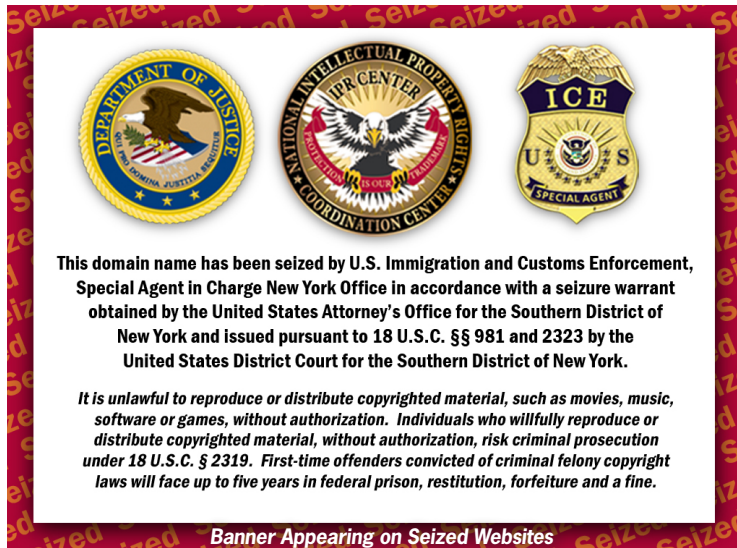 DEPARTMENT OF JUSTICE
QUI PRO DOMINA JUSTITIA SEQUITUR
NATIONAL INTELLECTUAL PROPERTY RIGHTS
IPR CENTER
PROTECTION IS OUR TRADEMARK
COORDINATION CENTER
ICE
U S
SPECIAL AGENT
This domain name has been seized by U.S. Immigration and Customs Enforcement,
Special Agent in Charge New York Office in accordance with a seizure warrant
obtained by the United States Attorney's Office for the Southern District of
New York and issued pursuant to 18 U.S.C. §§ 981 and 2323 by the
United States District Court for the Southern District of New York.
It is unlawful to reproduce or distribute copyrighted material, such as movies, music,
software or games, without authorization.  Individuals who willfully reproduce or
distribute copyrighted material, without authorization, risk criminal prosecution
under 18 U.S.C. § 2319.  First-time offenders convicted of criminal felony copyright
laws will face up to five years in federal prison, restitution, forfeiture and a fine.
Banner Appearing on Seized Websites